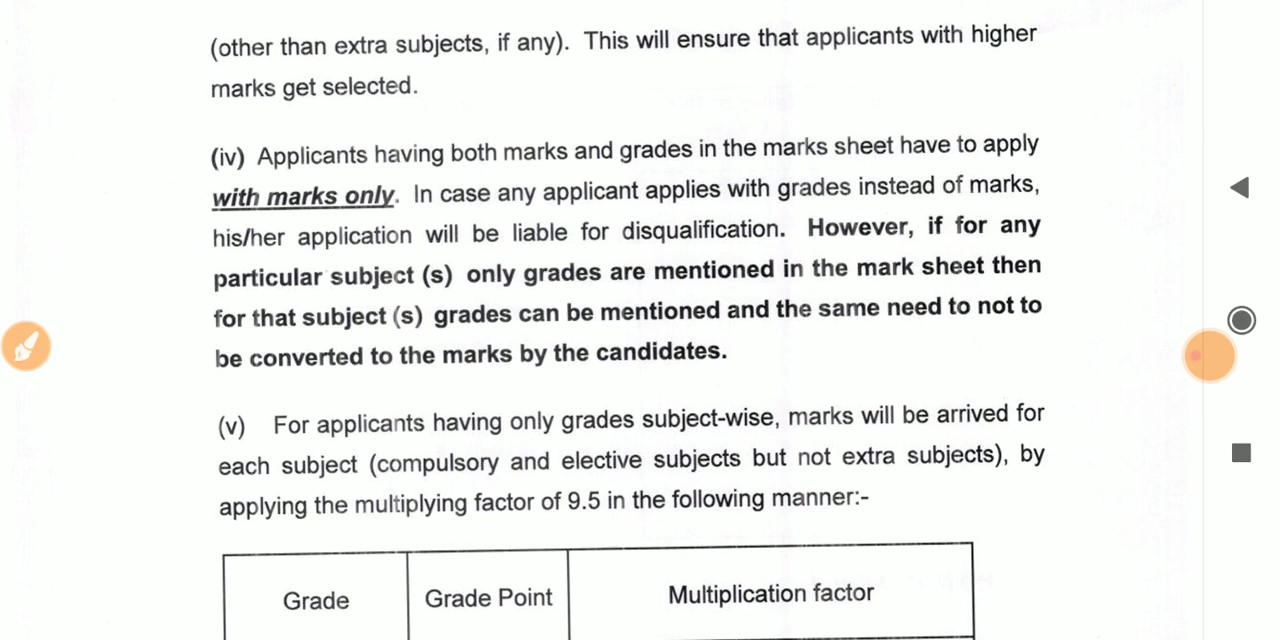 (other than extra subjects, if any). This will ensure that applicants with higher
marks get selected.
(iv) Applicants having both marks and grades in the marks sheet have to apply
with marks only. In case any applicant applies with grades instead of marks,
his/her application will be liable for disqualification. However, if for any
particular subject (s) only grades are mentioned in the mark sheet then
for that subject (s) grades can be mentioned and the same need to not to
be converted to the marks by the candidates.
(v) For applicants having only grades subject-wise, marks will be arrived for
each subject (compulsory and elective subjects but not extra subjects), by
applying the multiplying factor of 9.5 in the following manner:-
Grade
Grade Point
Multiplication factor